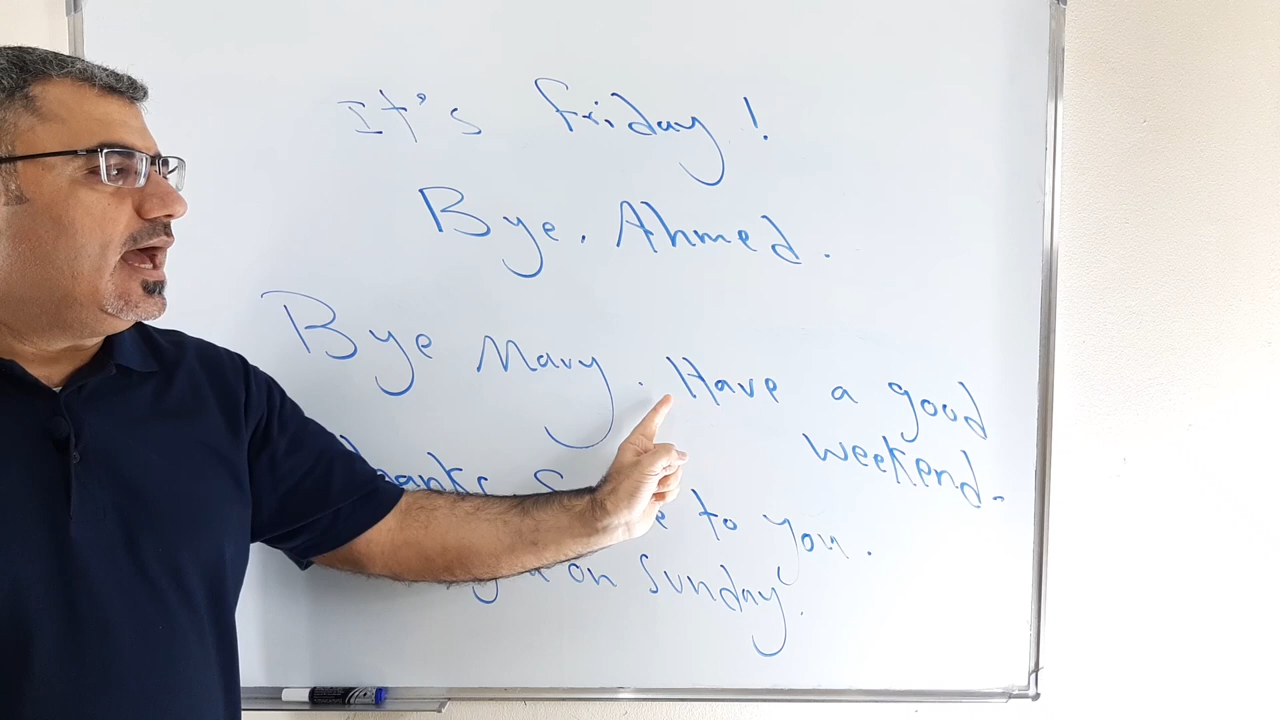 It's friday!
Bye. Ahmed.
Bye Mary. Have a good
weekend.
to you.
on Sunday.